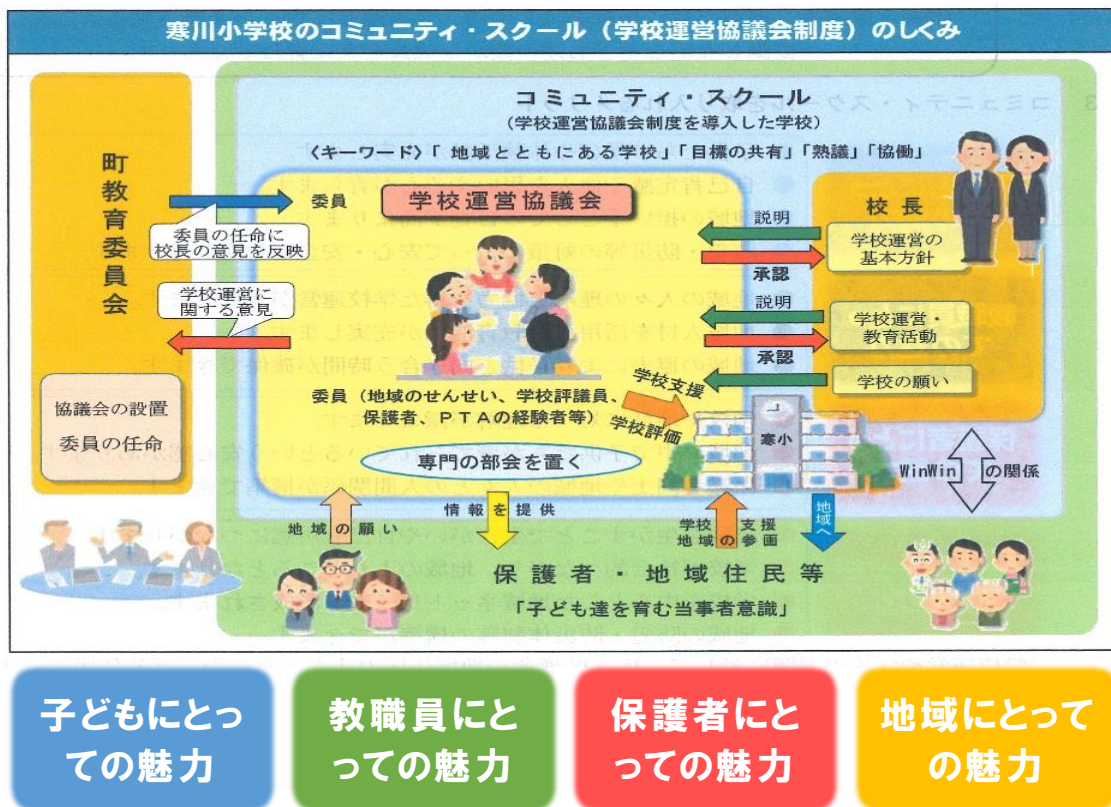 寒川小学校のコミュニティ・スクール（学校運営協議会制度）のしくみ
コミュニティ・スクール
（学校運営協議会制度を導入した学校）
〈キーワード〉「地域とともにある学校」「目標の共有」「熟議」「協働」
町教育委員会
委員の任命に
校長の意見を反映
学校運営に
関する意見
協議会の設置
委員の任命
委員
学校運営協議会
委員（地域のせんせい、学校評議員、
保護者、ＰＴＡの経験者等）
専門の部会を置く
説明
承認
説明
承認
校長
学校運営の
基本方針
学校運営・
教育活動
学校の願い
学校支援
学校評価
寒小
WinWin の関係
地域の願い
情報を提供
学校 支援
地域の参画
地域へ
保護者・地域住民等
「子ども達を育む当事者意識」
子どもにとっ
ての魅力
教職員にと
っての魅力
保護者にと
っての魅力
地域にとって
の魅力